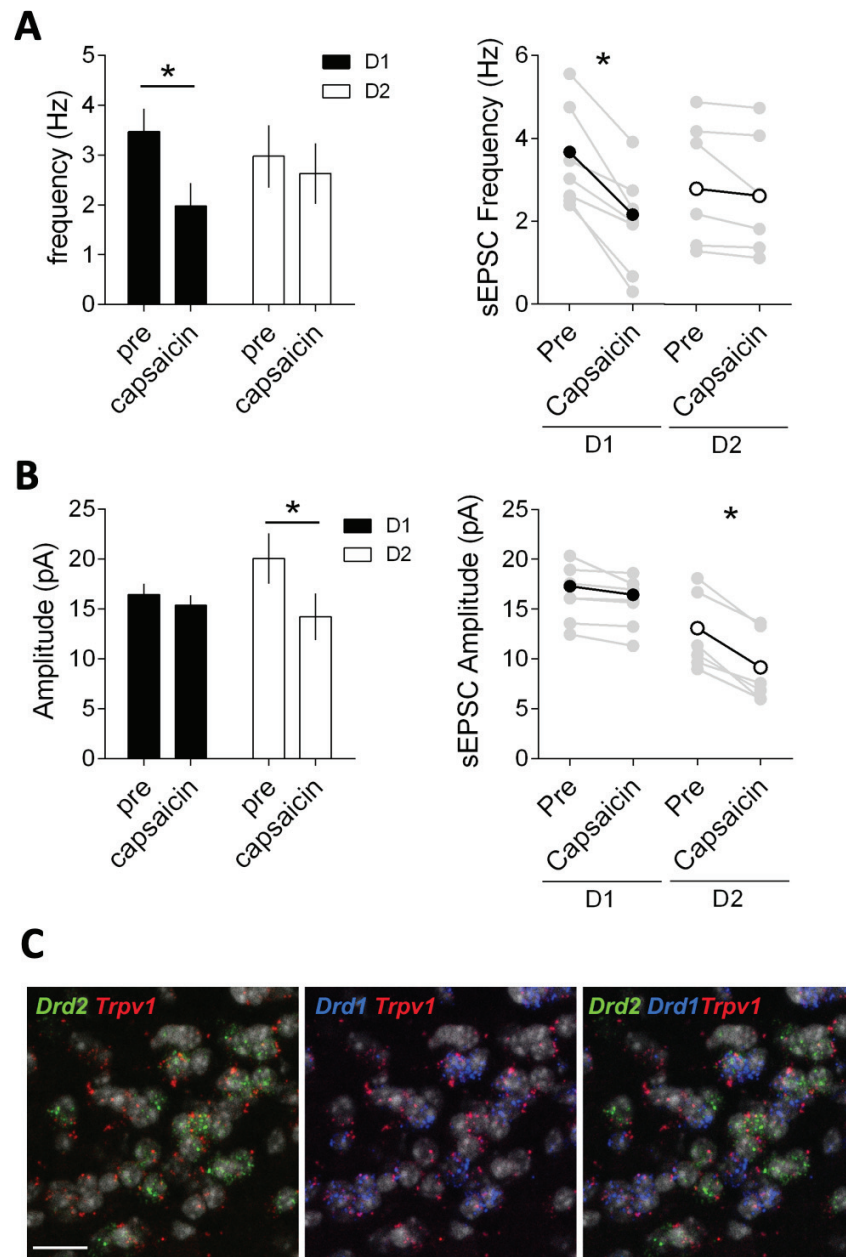 A
frequency (Hz)
5
4
3
2
1
0
*
D1
D2
pre
capsaicin
pre
capsaicin
sEPSC Frequency (Hz)
6
4
2
0
*
Pre
Capsaicin
Pre
Capsaicin
D1
D2
B
Amplitude (pA)
25
20
15
10
5
0
*
D1
D2
pre
capsaicin
pre
capsaicin
sEPSC Amplitude (pA)
25
20
15
10
5
0
*
Pre
Capsaicin
Pre
Capsaicin
D1
D2
C
Drd2 Trpv1
Drd1 Trpv1
Drd2 Drd1Trpv1